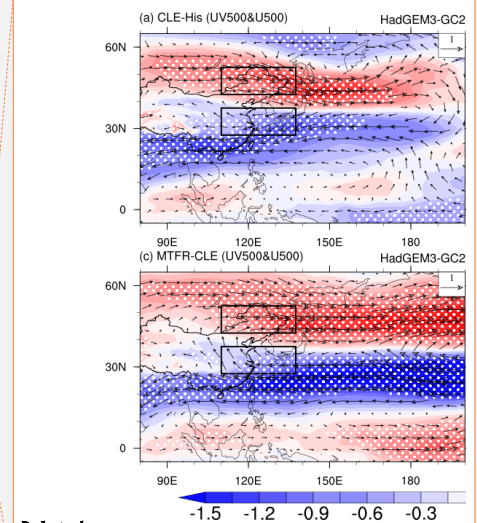 (a) CLE-His (UV500&U500) HadGEM3-GC2
1
60N
30N
0
90E 120E 150E 180
(c) MTFR-CLE (UV500&U500) HadGEM3-GC2
1
60N
30N
0
90E 120E 150E 180
-1.5 -1.2 -0.9 -0.6 -0.3